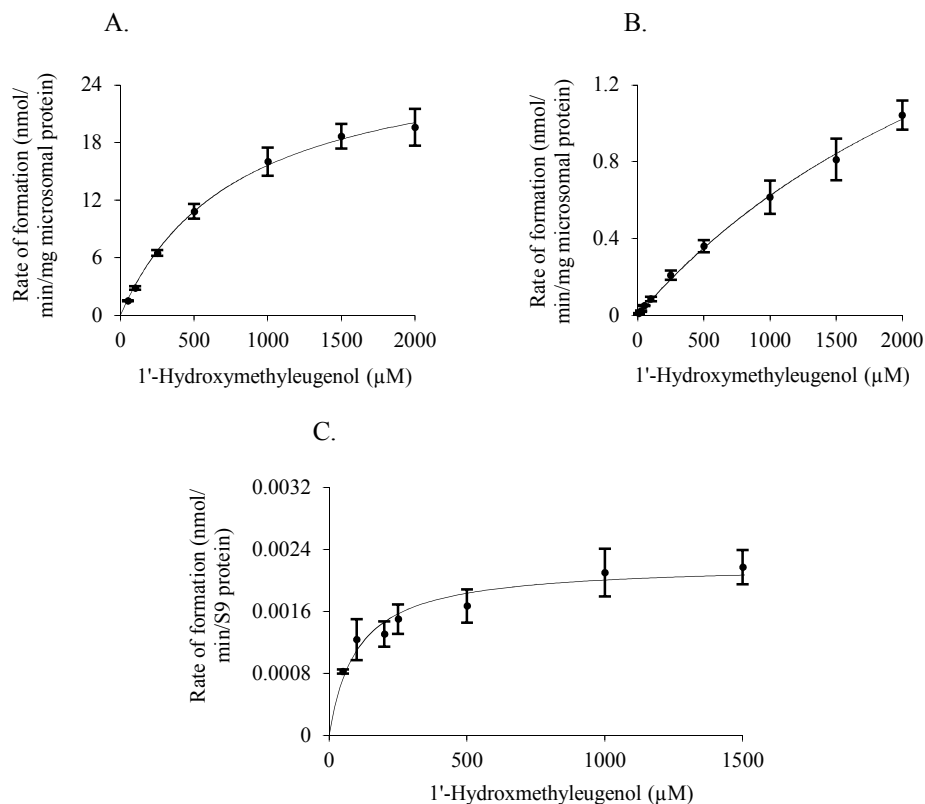 A.
Rate of formation (nmol/
min/mg microsomal protein)
24
18
12
6
0
0 500 1000 1500 2000
1'-Hydroxymethyleugenol (µM)
B.
Rate of formation (nmol/
min/mg microsomal protein)
1.2
0.8
0.4
0
0 500 1000 1500 2000
1'-Hydroxymethyleugenol (µM)
C.
Rate of formation (nmol/
min/S9 protein)
0.0032
0.0024
0.0016
0.0008
0
0 500 1000 1500
1'-Hydroxmethyleugenol (µM)